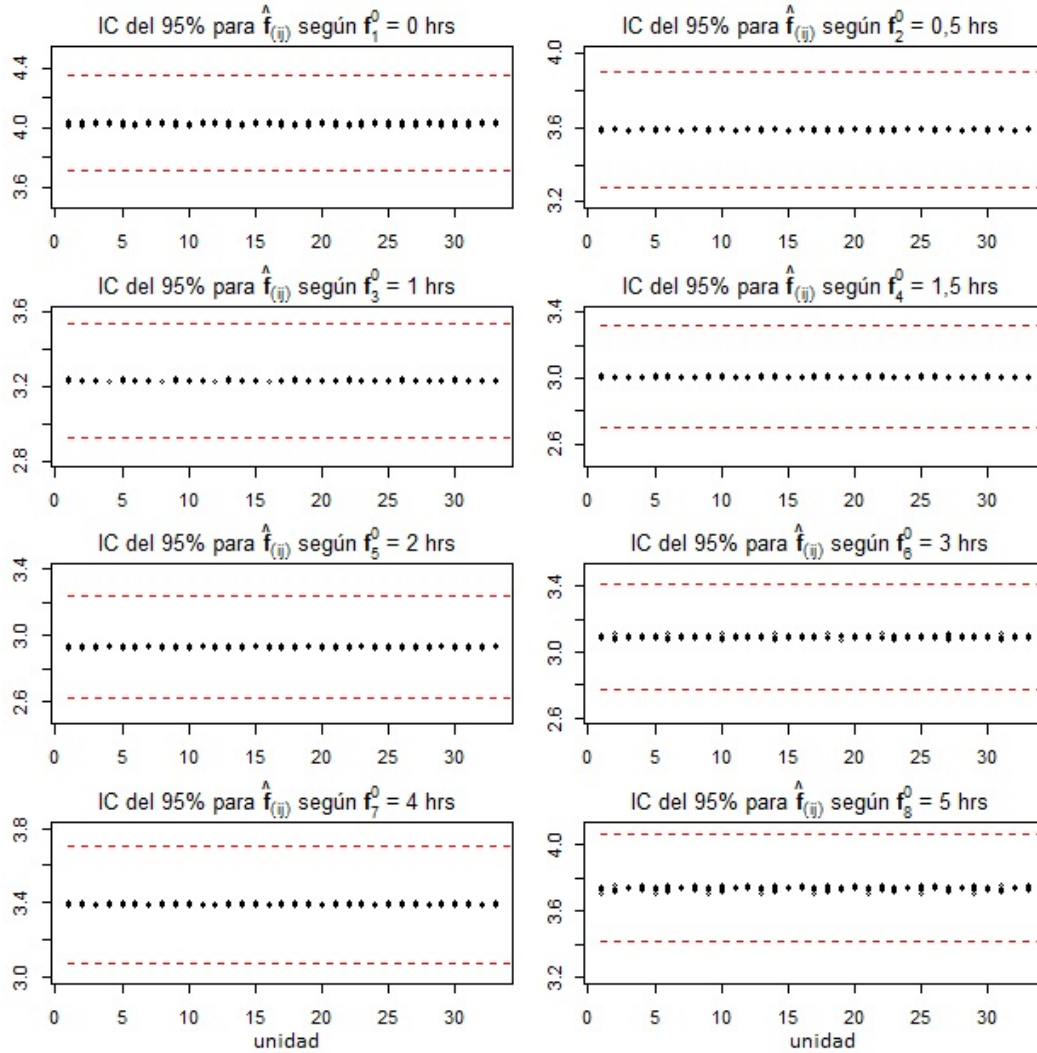 IC del 95% para f̂(ij) según f₁⁰ = 0 hrs
IC del 95% para f̂(ij) según f₂⁰ = 0,5 hrs
4.4
4.0
3.6
0 5 10 15 20 25 30
4.0
3.6
3.2
0 5 10 15 20 25 30
IC del 95% para f̂(ij) según f₃⁰ = 1 hrs
IC del 95% para f̂(ij) según f₄⁰ = 1,5 hrs
3.6
3.2
2.8
0 5 10 15 20 25 30
3.4
3.0
2.6
0 5 10 15 20 25 30
IC del 95% para f̂(ij) según f₅⁰ = 2 hrs
IC del 95% para f̂(ij) según f₆⁰ = 3 hrs
3.4
3.0
2.6
0 5 10 15 20 25 30
3.4
3.0
2.6
0 5 10 15 20 25 30
IC del 95% para f̂(ij) según f₇⁰ = 4 hrs
IC del 95% para f̂(ij) según f₈⁰ = 5 hrs
3.8
3.4
3.0
0 5 10 15 20 25 30
unidad
4.0
3.6
3.2
0 5 10 15 20 25 30
unidad